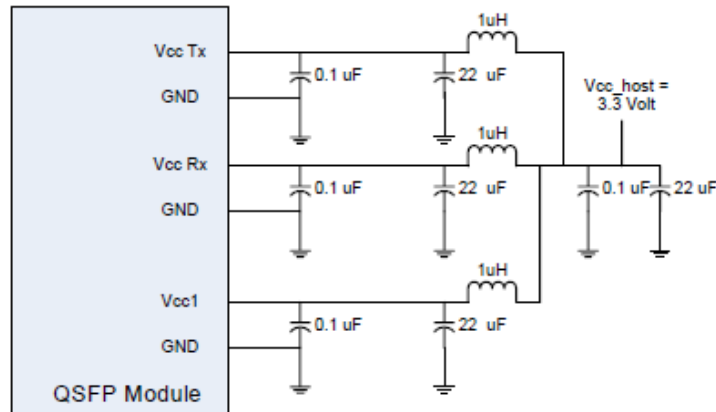 1uH
Vcc Tx
0.1 uF
22 uF
GND
Vcc_host =
3.3 Volt
1uH
Vcc Rx
0.1 uF
22 uF
0.1 uF
22 uF
GND
1uH
Vcc1
0.1 uF
22 uF
GND
QSFP Module